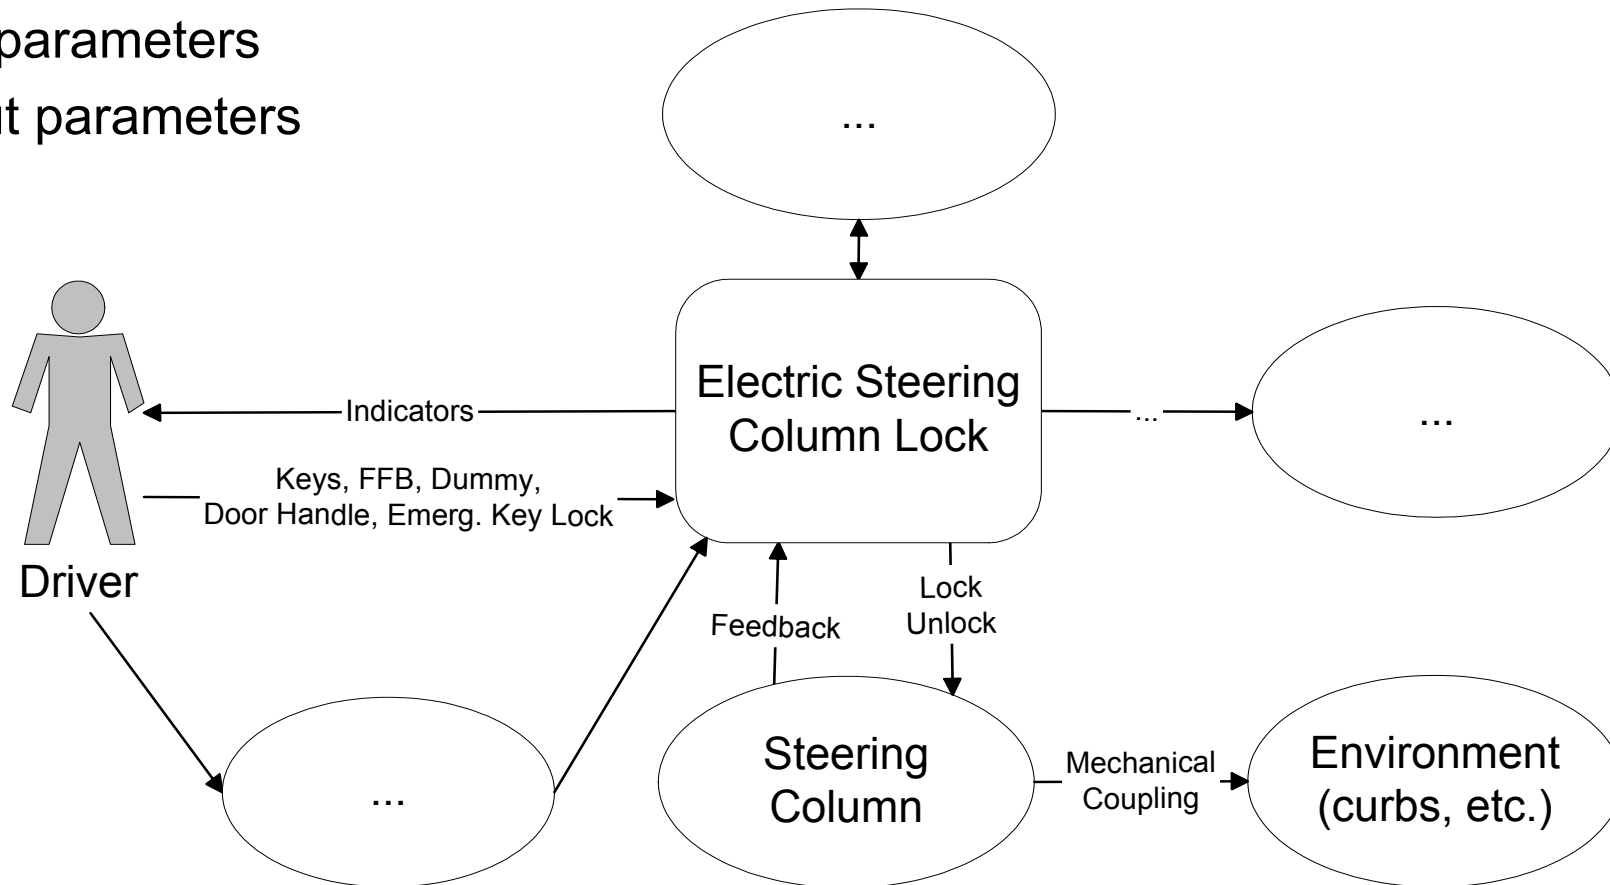 parameters
parameters
...
Electric Steering
Column Lock
Indicators
...
...
Keys, FFB, Dummy,
Door Handle, Emerg. Key Lock
Driver
Feedback
Lock
Unlock
...
Steering
Column
Mechanical
Coupling
Environment
(curbs, etc.)